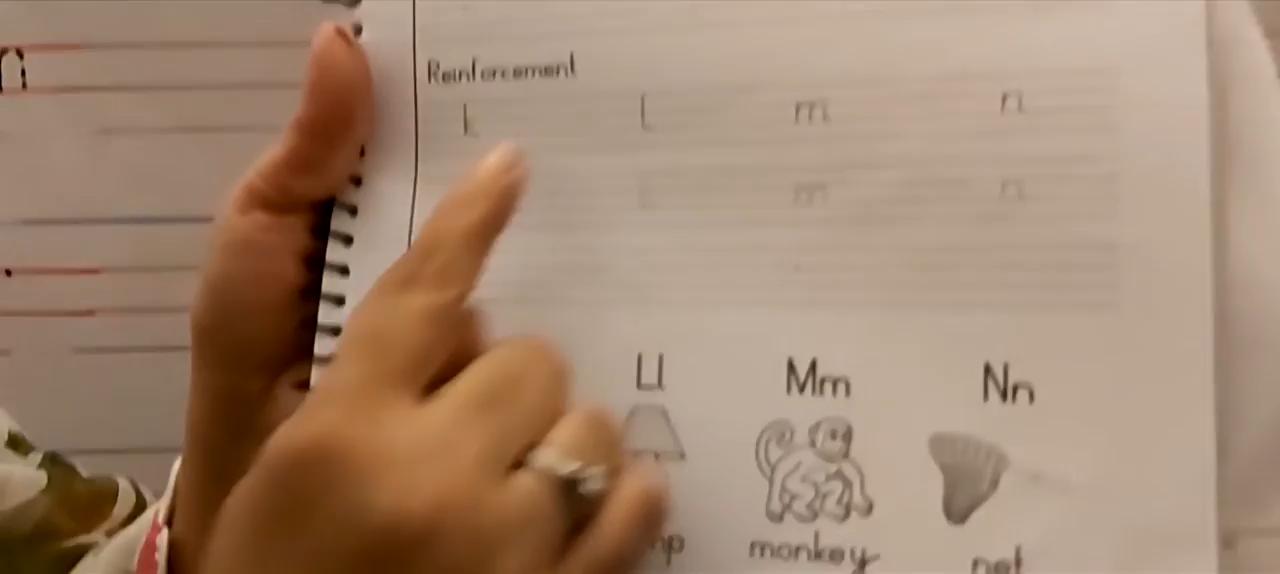 n
Reinforcement
k l m n
l m n
Ll Mm Nn
monkey net